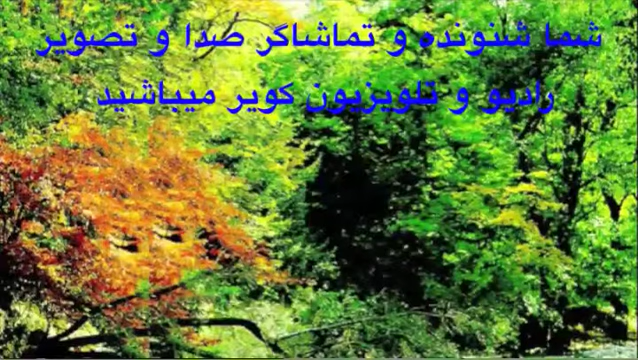 شما شنونده و تماشاگر صدا و تصویر
رادیو و تلویزیون کویر میباشید